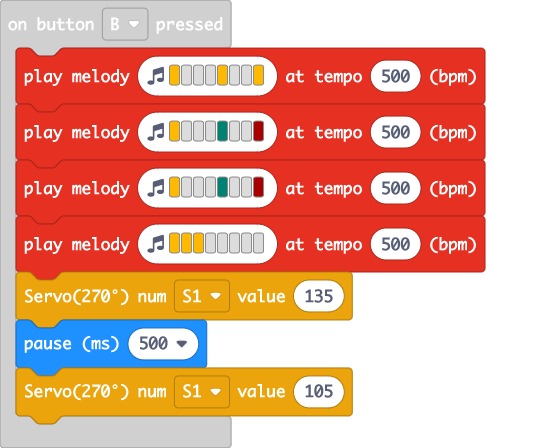 on button B pressed
play melody at tempo 500 (bpm)
play melody at tempo 500 (bpm)
play melody at tempo 500 (bpm)
play melody at tempo 500 (bpm)
Servo(270°) num S1 value 135
pause (ms) 500
Servo(270°) num S1 value 105